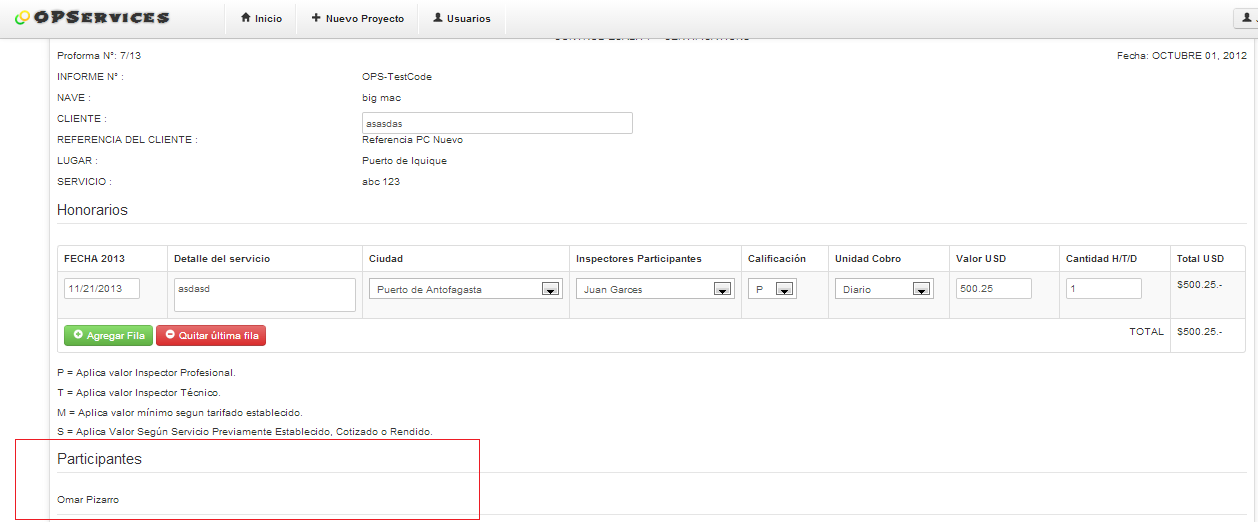 OPServices Inicio Nuevo Proyecto Usuarios
Proforma N°: 7/13 Fecha: OCTUBRE 01, 2012
INFORME N° : OPS-TestCode
NAVE : big mac
CLIENTE : asasdas
REFERENCIA DEL CLIENTE : Referencia PC Nuevo
LUGAR : Puerto de Iquique
SERVICIO : abc 123
Honorarios
FECHA 2013 Detalle del servicio Ciudad Inspectores Participantes Calificación Unidad Cobro Valor USD Cantidad H/T/D Total USD
11/21/2013 asdasd Puerto de Antofagasta Juan Garces P Diario 500.25 1 $500.25.-
Agregar Fila Quitar última fila TOTAL $500.25.-
P = Aplica valor Inspector Profesional.
T = Aplica valor Inspector Técnico.
M = Aplica valor mínimo segun tarifado establecido.
S = Aplica Valor Según Servicio Previamente Establecido, Cotizado o Rendido.
Participantes
Omar Pizarro